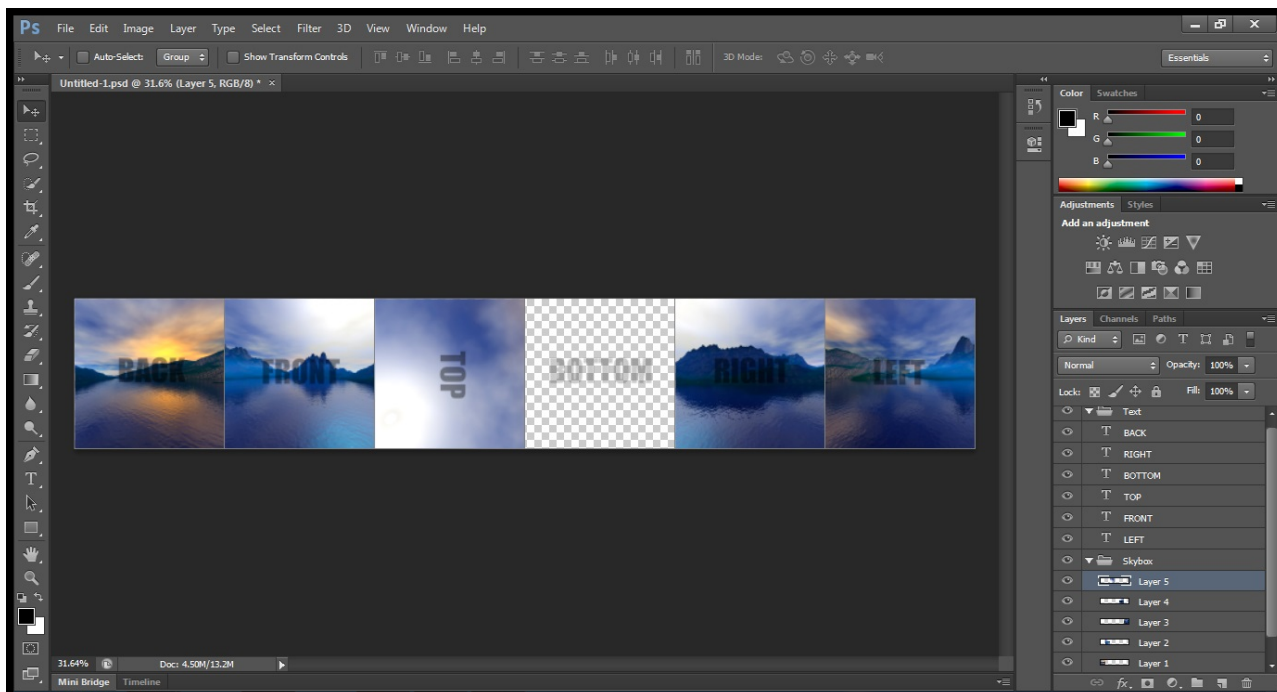 Ps File Edit Image Layer Type Select Filter 3D View Window Help
Auto-Select: Group Show Transform Controls 3D Mode: Essentials
Untitled-1.psd @ 31.6% (Layer 5, RGB/8) * ×
Color Swatches
R 0
G 0
B 0
Adjustments Styles
Add an adjustment
Layers Channels Paths
Kind
Normal Opacity: 100%
Lock: Fill: 100%
Text
T BACK
T RIGHT
T BOTTOM
T TOP
T FRONT
T LEFT
Skybox
Layer 5
Layer 4
Layer 3
Layer 2
Layer 1
fx.
BACK FRONT TOP BOTTOM RIGHT LEFT
31.64% Doc: 4.50M/13.2M
Mini Bridge Timeline